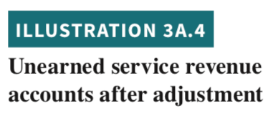 ILLUSTRATION 3A.4
Unearned service revenue
accounts after adjustment